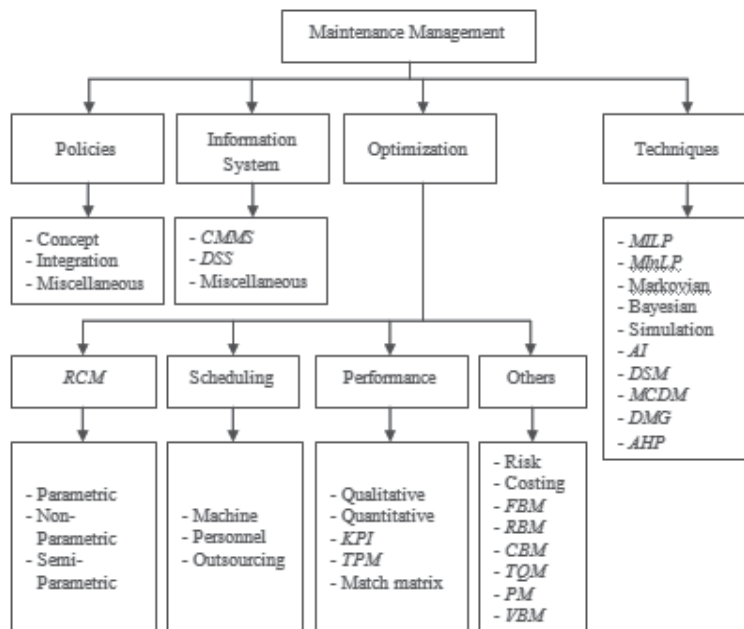 Maintenance Management
Policies
Information
System
Optimization
Techniques
- Concept
- Integration
- Miscellaneous
- CMMS
- DSS
- Miscellaneous
- MILP
- MInLP
- Markovian
- Bayesian
- Simulation
- AI
- DSM
- MCDM
- DMG
- AHP
RCM
Scheduling
Performance
Others
- Parametric
- Non-
Parametric
- Semi-
Parametric
- Machine
- Personnel
- Outsourcing
- Qualitative
- Quantitative
- KPI
- TPM
- Match matrix
- Risk
- Costing
- FBM
- RBM
- CBM
- TQM
- PM
- VBM